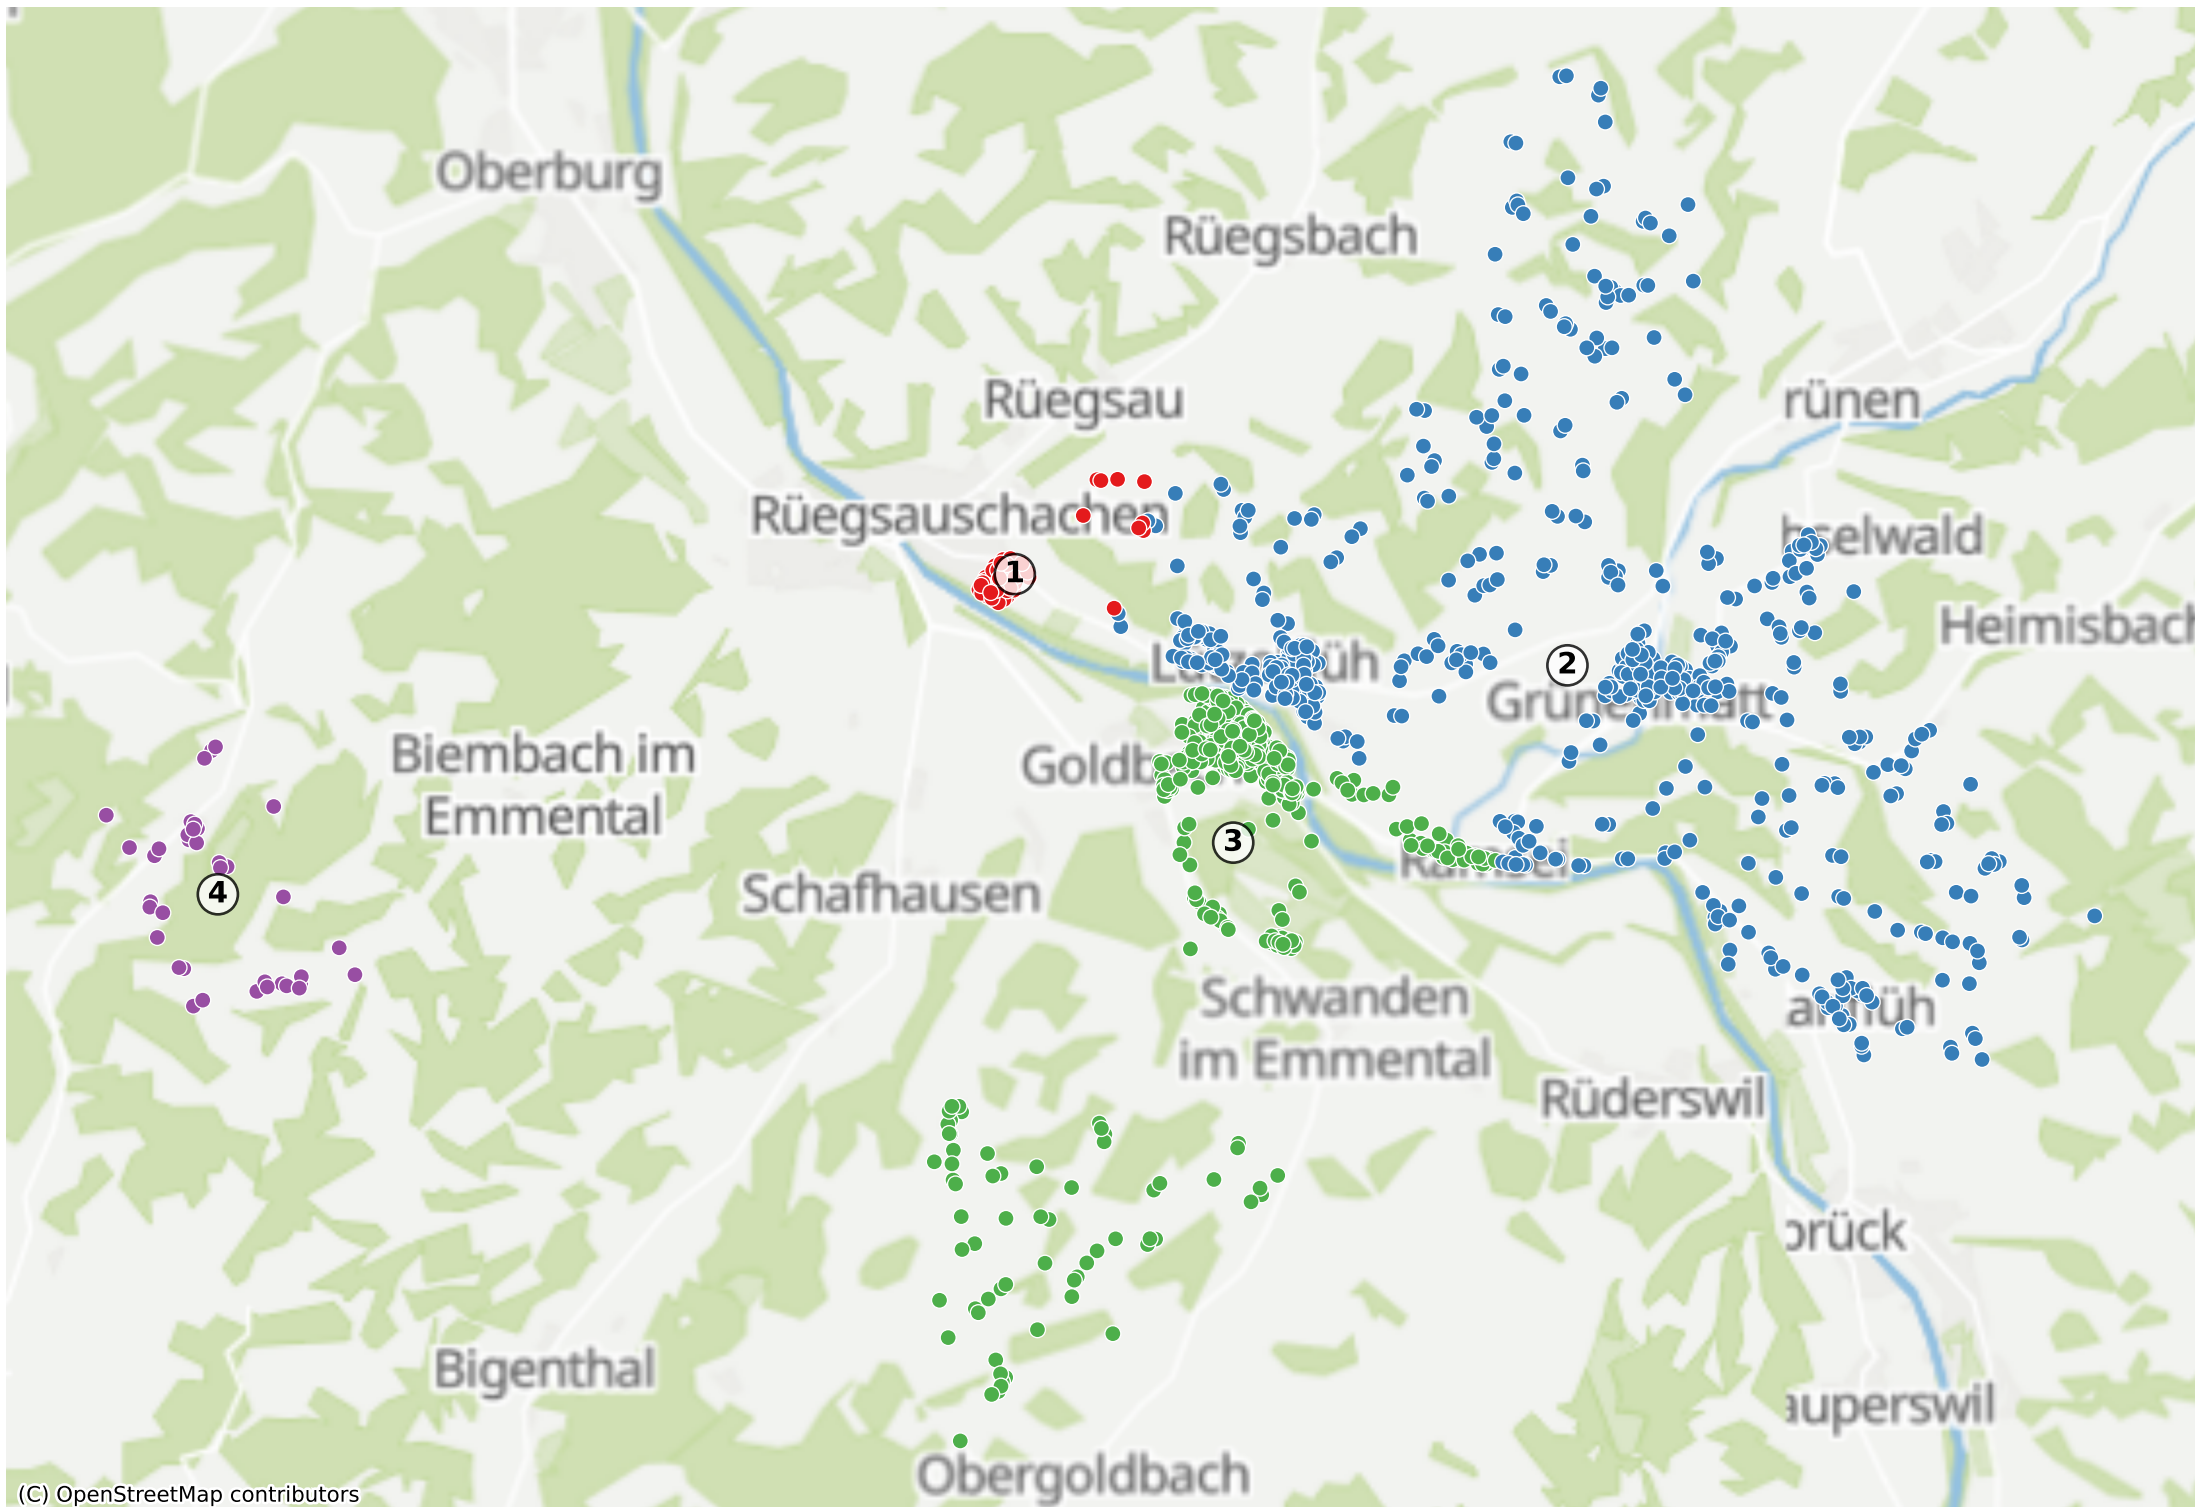 Oberburg
Rüegsbach
Rüegsau
rünen
Rüegsauschachen
selwald
1
Heimisbach
2
Biembach im
Emmental
3
Schafhausen
4
Schwanden
im Emmental
Rüderswil
brück
Bigenthal
auperswil
Obergoldbach
(C) OpenStreetMap contributors